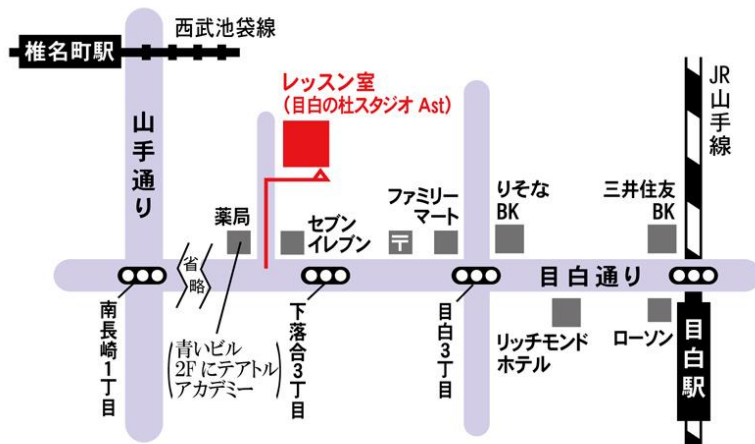 西武池袋線
椎名町駅
JR山手線
レッスン室
(目白の杜スタジオ Ast)
山手通り
薬局
セブン
イレブン
〒
ファミリー
マート
りそな
BK
三井住友
BK
省略
目白通り
南長崎1丁目
(青いビル
2Fにテアトル
アカデミー)
下落合3丁目
目白3丁目
リッチモンド
ホテル
ローソン
目白駅